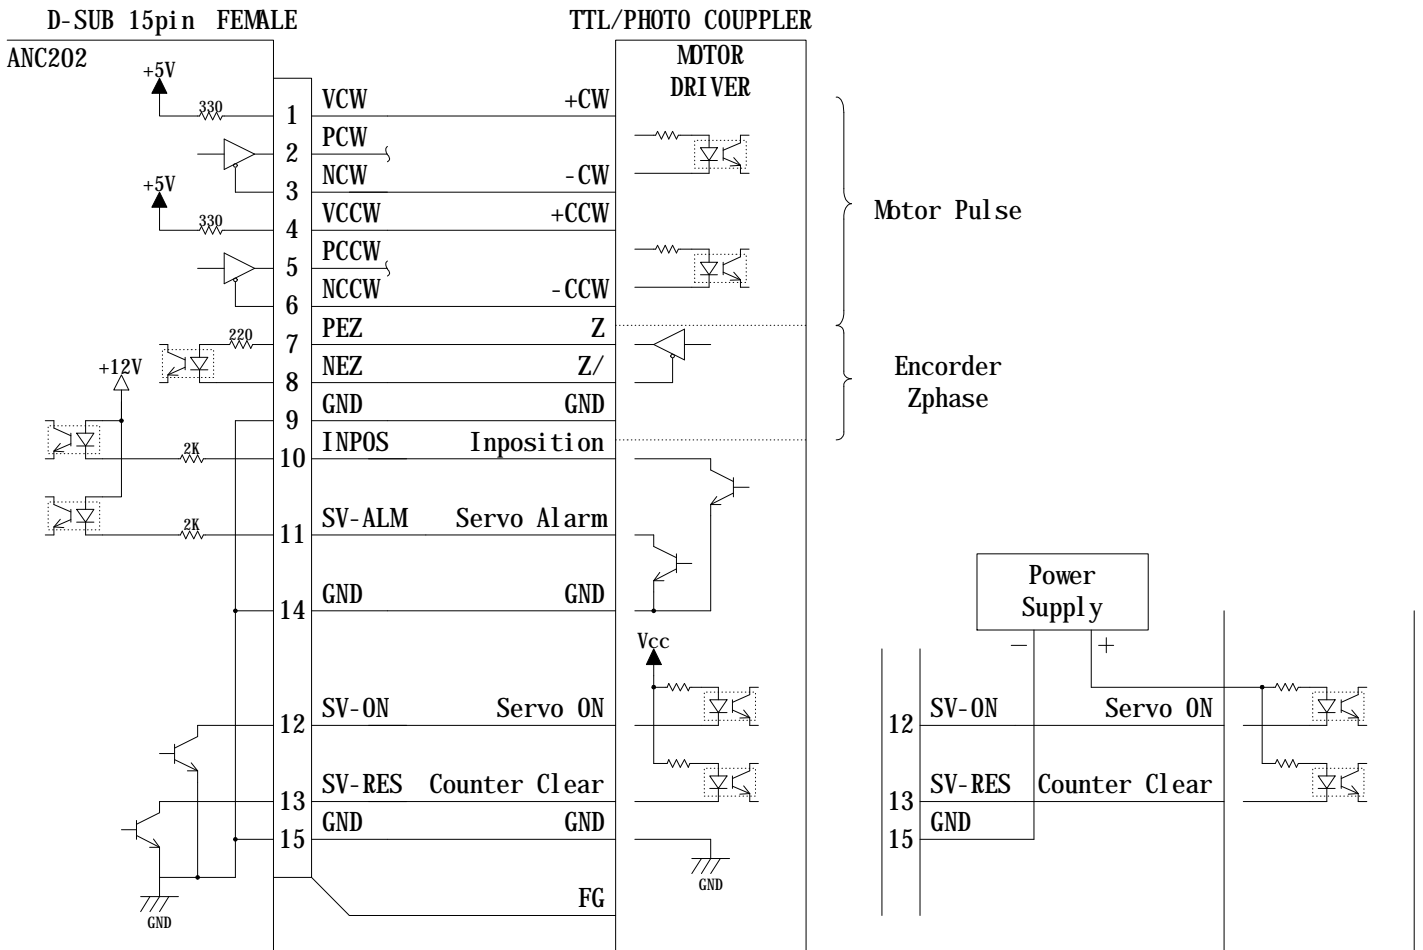 D-SUB 15pin FEMALE
TTL/PHOTO COUPPLER
ANC202
MOTOR
DRIVER
+5V
330
1
VCW
+CW
PCW
2
NCW
-CW
3
+5V
330
VCCW
+CCW
4
PCCW
5
NCCW
-CCW
6
Motor Pulse
220
PEZ
Z
7
NEZ
Z/
8
+12V
Encorder
Zphase
GND
GND
9
INPOS
Inposition
2K
10
SV-ALM
Servo Alarm
2K
11
GND
GND
14
Vcc
SV-ON
Servo ON
12
SV-RES
Counter Clear
13
GND
GND
15
GND
GND
FG
Power
Supply
-
+
SV-ON
Servo ON
12
SV-RES
Counter Clear
13
GND
15